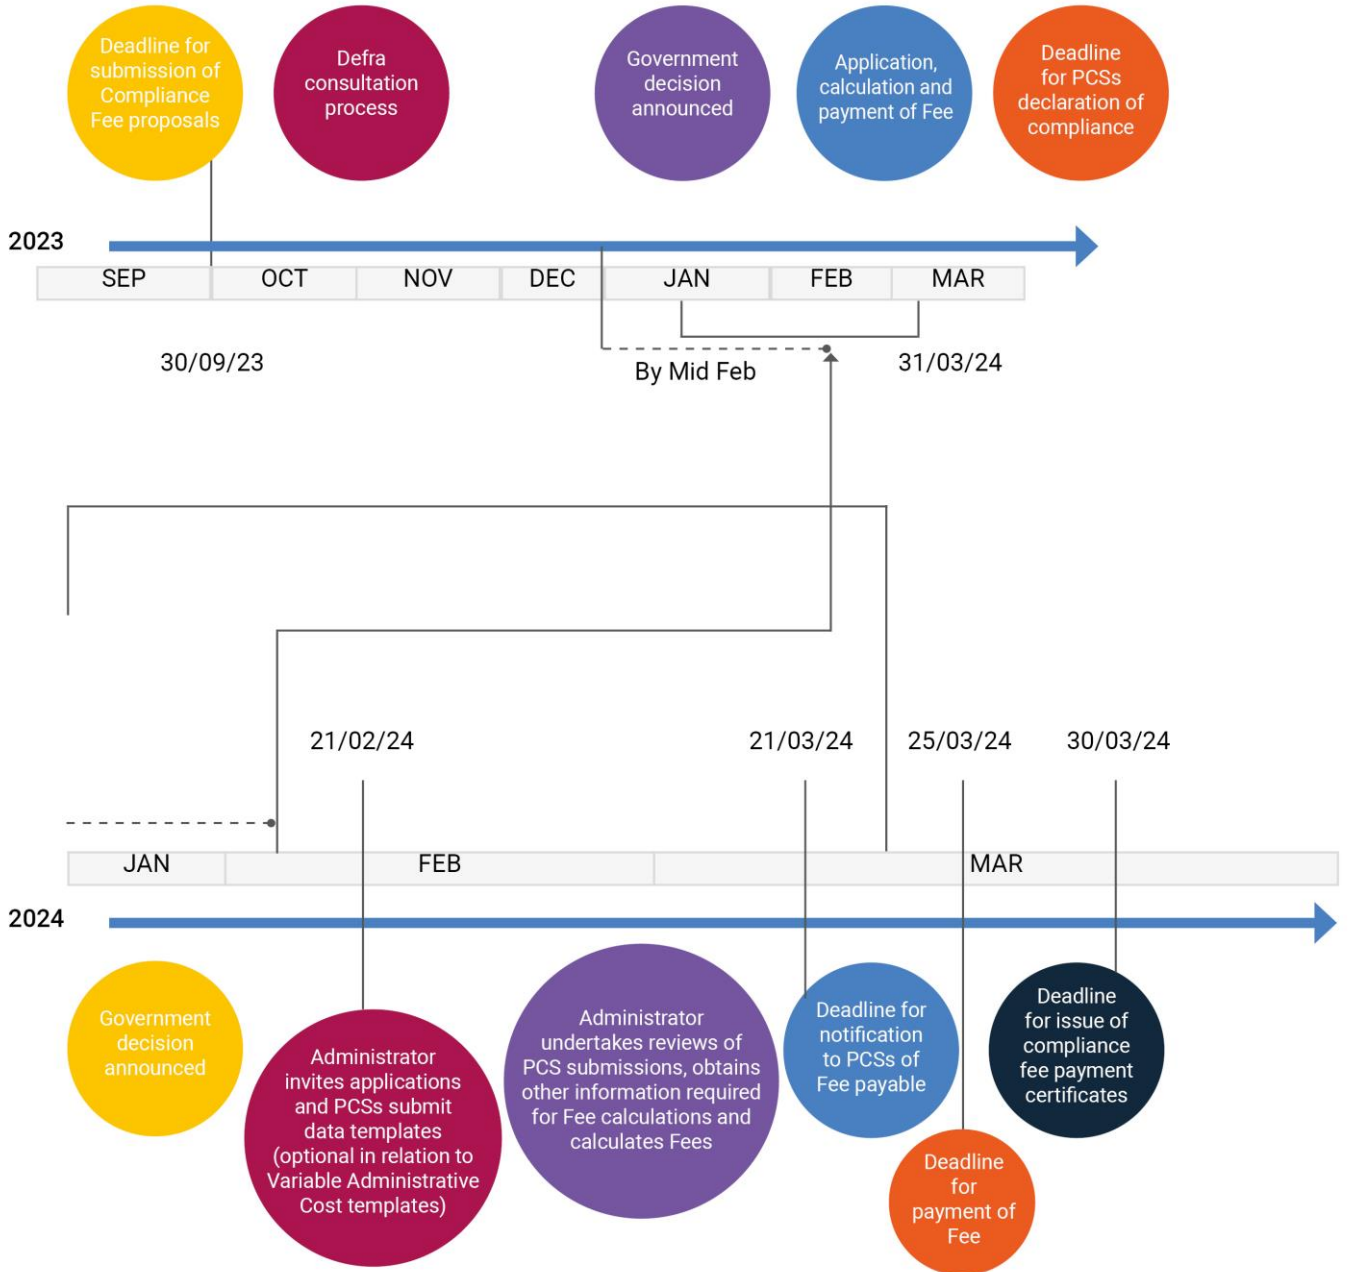 Deadline for
submission of
Compliance
Fee proposals
Defra
consultation
process
Government
decision
announced
Application,
calculation and
payment of Fee
Deadline
for PCSs
declaration of
compliance
2023
SEP
OCT
NOV
DEC
JAN
FEB
MAR
30/09/23
By Mid Feb
31/03/24
21/02/24
21/03/24
25/03/24
30/03/24
JAN
FEB
MAR
2024
Government
decision
announced
Administrator
invites applications
and PCSs submit
data templates
(optional in relation to
Variable Administrative
Cost templates)
Administrator
undertakes reviews of
PCS submissions, obtains
other information required
for Fee calculations and
calculates Fees
Deadline for
notification
to PCSs of
Fee payable
Deadline
for
payment of
Fee
Deadline
for issue of
compliance
fee payment
certificates